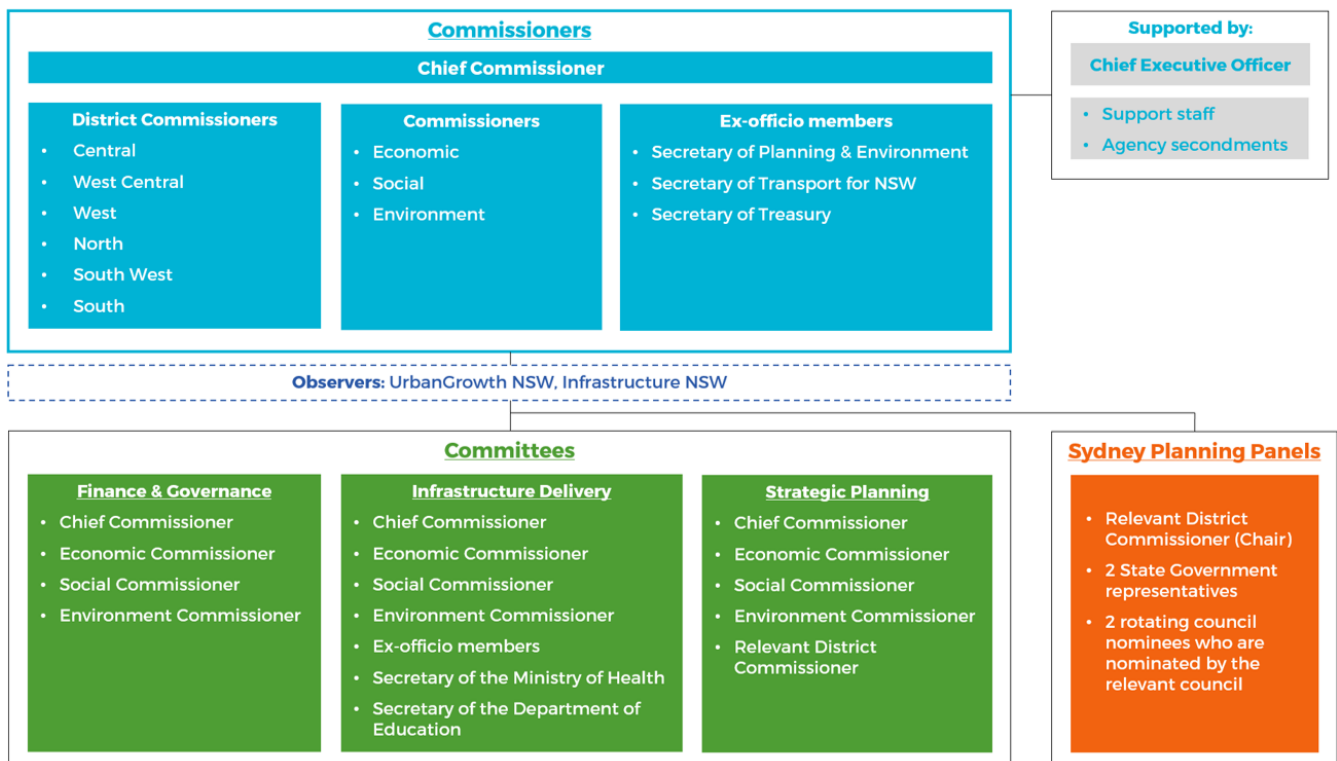 Commissioners
Chief Commissioner
District Commissioners
• Central
• West Central
• West
• North
• South West
• South
Commissioners
• Economic
• Social
• Environment
Ex-officio members
• Secretary of Planning & Environment
• Secretary of Transport for NSW
• Secretary of Treasury
Supported by:
Chief Executive Officer
• Support staff
• Agency secondments
Observers: UrbanGrowth NSW, Infrastructure NSW
Committees
Finance & Governance
• Chief Commissioner
• Economic Commissioner
• Social Commissioner
• Environment Commissioner
Infrastructure Delivery
• Chief Commissioner
• Economic Commissioner
• Social Commissioner
• Environment Commissioner
• Ex-officio members
• Secretary of the Ministry of Health
• Secretary of the Department of
Education
Strategic Planning
• Chief Commissioner
• Economic Commissioner
• Social Commissioner
• Environment Commissioner
• Relevant District
Commissioner
Sydney Planning Panels
• Relevant District
Commissioner (Chair)
• 2 State Government
representatives
• 2 rotating council
nominees who are
nominated by the
relevant council